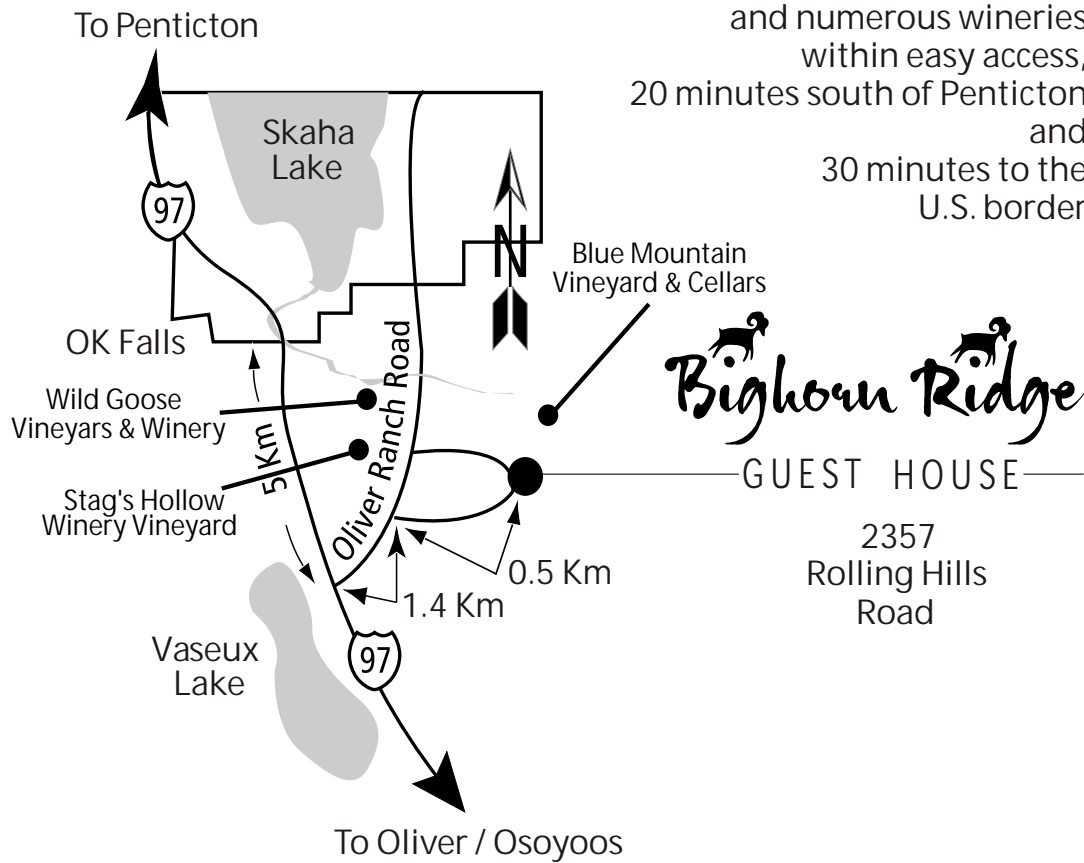 To Penticton
and numerous wineries
within easy access,
20 minutes south of Penticton
and
30 minutes to the
U.S. border
Skaha
Lake
97
N
Blue Mountain
Vineyard & Cellars
OK Falls
Wild Goose
Vineyars & Winery
5 Km
Oliver Ranch Road
Stag's Hollow
Winery Vineyard
Bighorn Ridge
GUEST HOUSE
2357
Rolling Hills
Road
0.5 Km
1.4 Km
Vaseux
Lake
97
To Oliver / Osoyoos